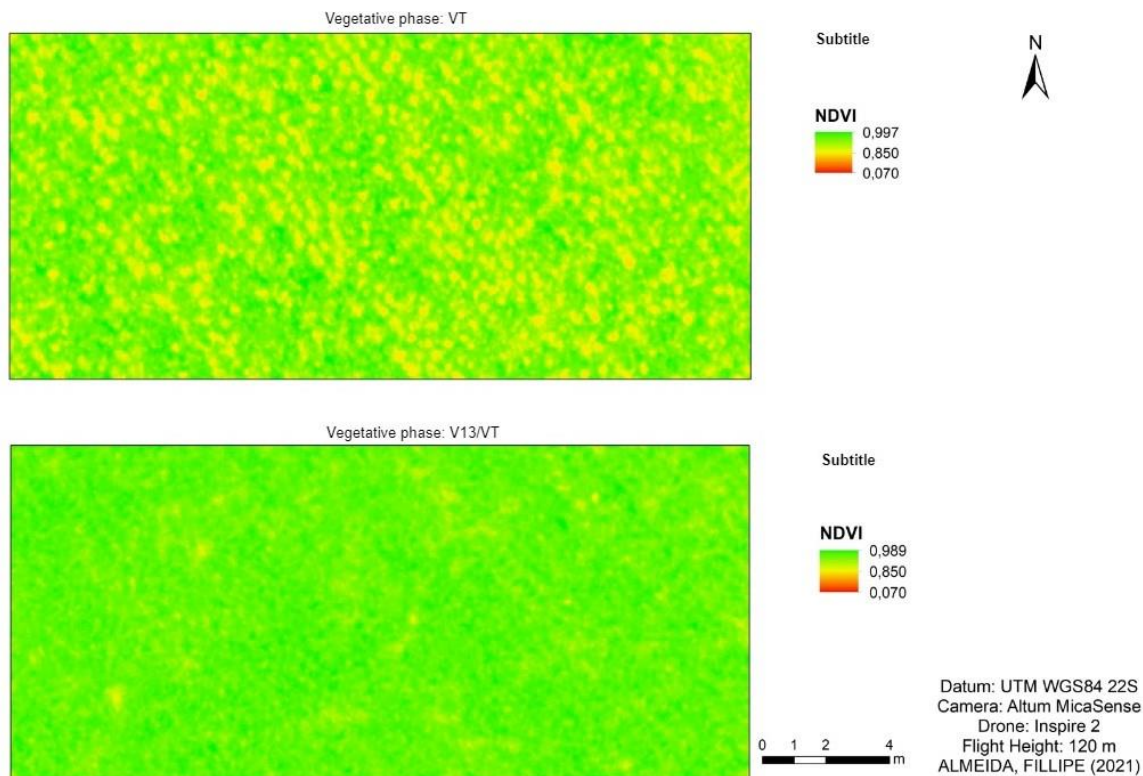 Vegetative phase: VT
Subtitle
N
NDVI
0,997
0,850
0,070
Vegetative phase: V13/VT
Subtitle
NDVI
0,989
0,850
0,070
Datum: UTM WGS84 22S
Camera: Altum MicaSense
Drone: Inspire 2
Flight Height: 120 m
ALMEIDA, FILLIPE (2021)
0 1 2 4
m